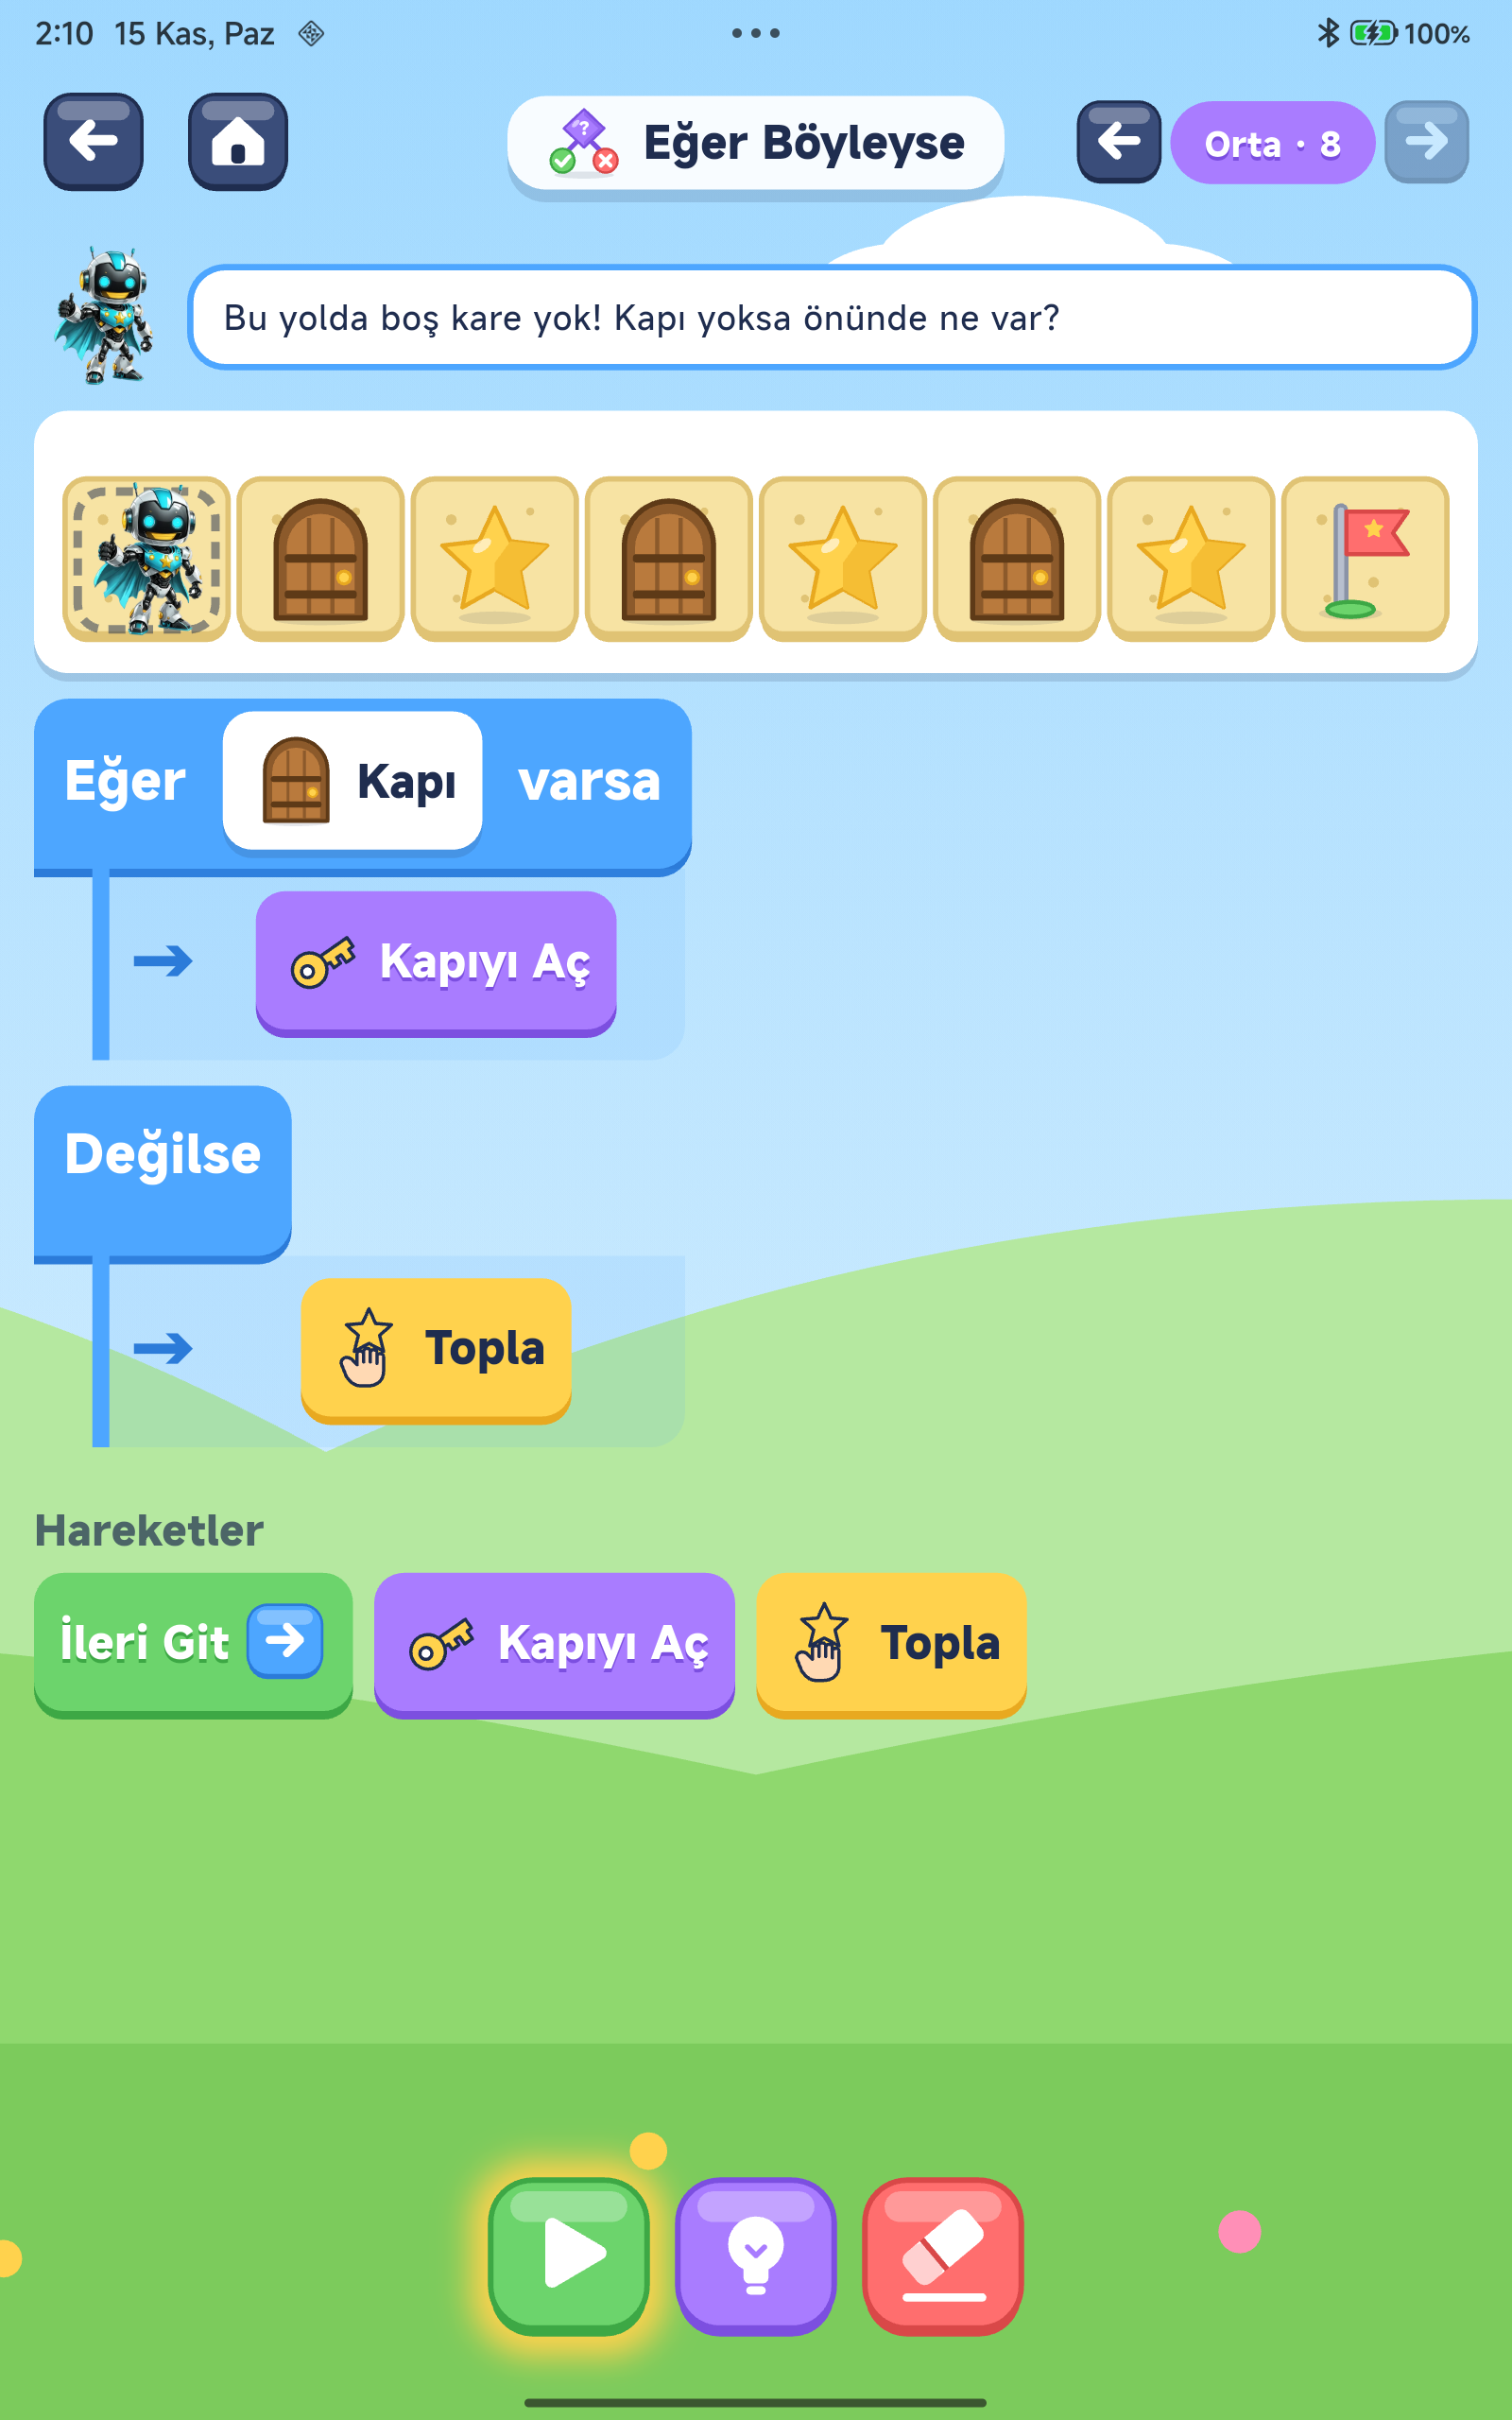 2:10 15 Kas, Paz
100%
Eğer Böyleyse
Orta · 8
Bu yolda boş kare yok! Kapı yoksa önünde ne var?
Eğer Kapı varsa
Kapıyı Aç
Değilse
Topla
Hareketler
İleri Git Kapıyı Aç Topla